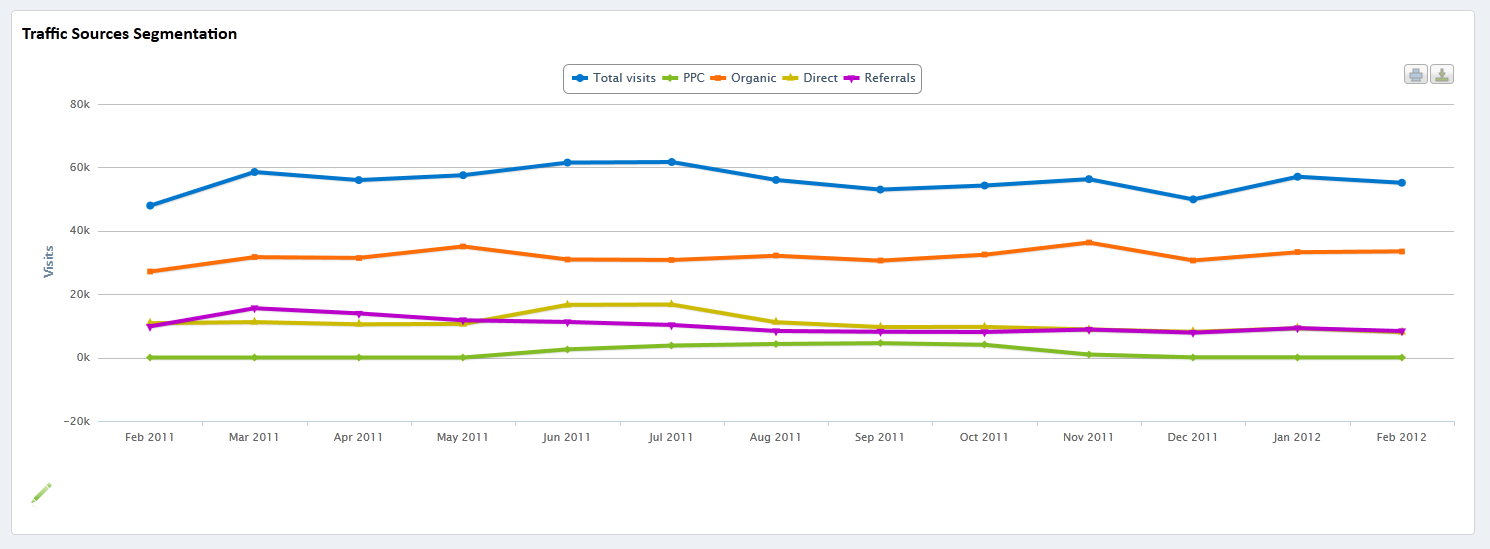 Traffic Sources Segmentation
Total visits PPC Organic Direct Referrals
80k
60k
40k
Visits
20k
0k
-20k
Feb 2011 Mar 2011 Apr 2011 May 2011 Jun 2011 Jul 2011 Aug 2011 Sep 2011 Oct 2011 Nov 2011 Dec 2011 Jan 2012 Feb 2012